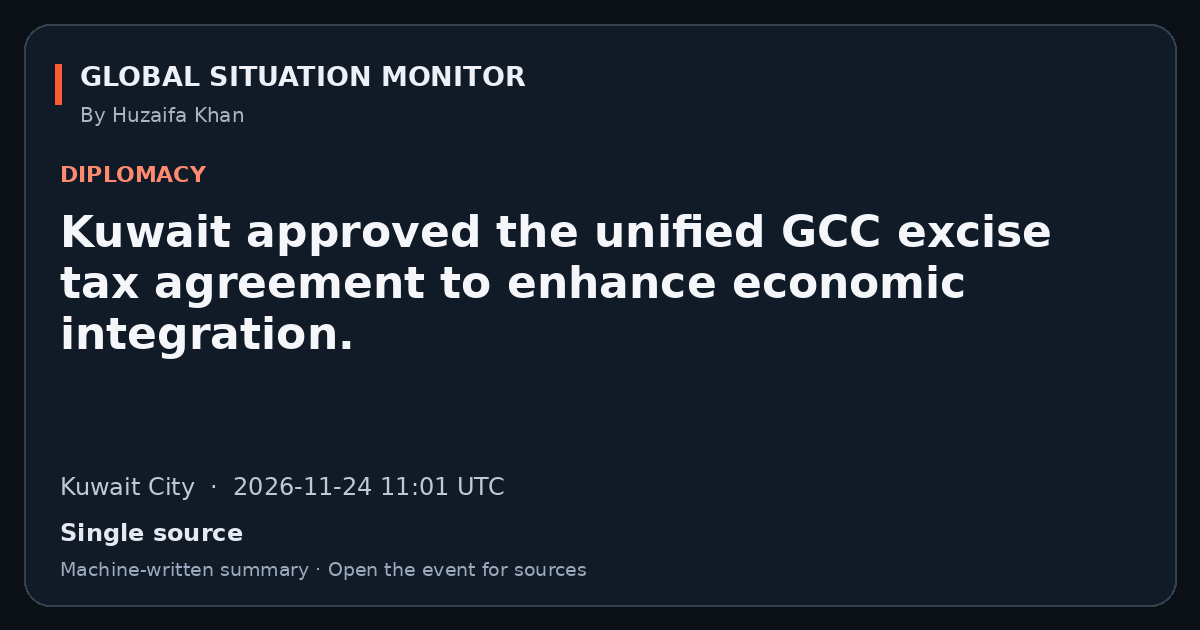 GLOBAL SITUATION MONITOR
By Huzaifa Khan
DIPLOMACY
Kuwait approved the unified GCC excise
tax agreement to enhance economic
integration.
Kuwait City · 2026-11-24 11:01 UTC
Single source
Machine-written summary · Open the event for sources